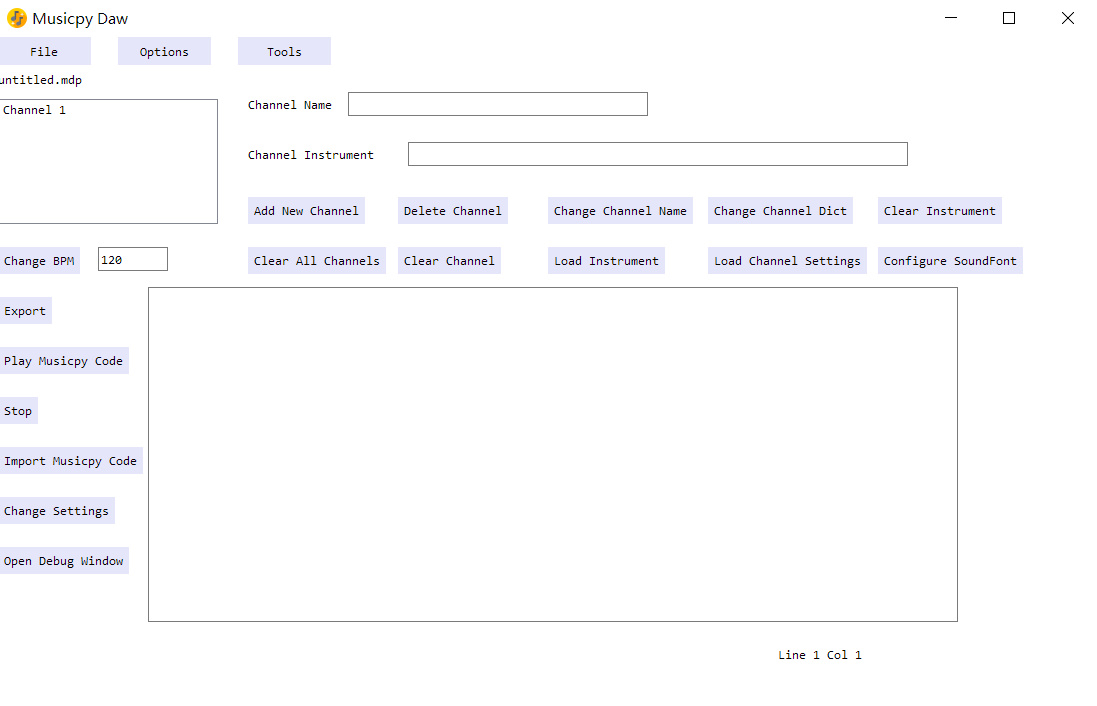 Musicpy Daw
File Options Tools
untitled.mdp
Channel 1
Channel Name
Channel Instrument
Add New Channel Delete Channel Change Channel Name Change Channel Dict Clear Instrument
Change BPM 120 Clear All Channels Clear Channel Load Instrument Load Channel Settings Configure SoundFont
Export
Play Musicpy Code
Stop
Import Musicpy Code
Change Settings
Open Debug Window
Line 1 Col 1